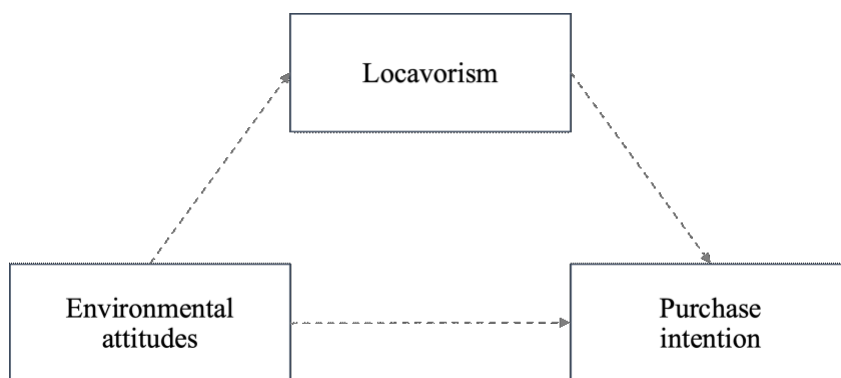 Locavorism
Environmental
attitudes
Purchase
intention